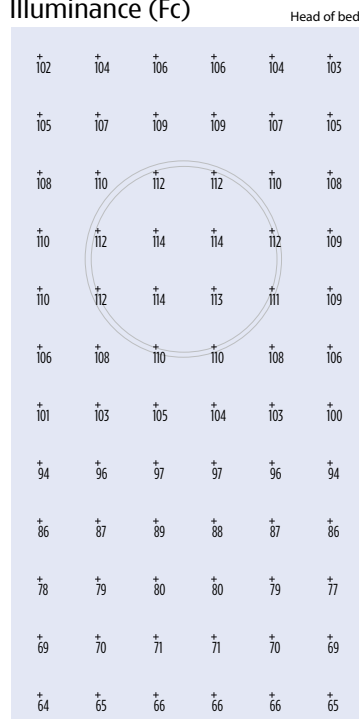 Illuminance (Fc)
Head of bed
+ + + + + +
102 104 106 106 104 103
+ + + + + +
105 107 109 109 107 105
+ + + + + +
108 110 112 112 110 108
+ + + + + +
110 112 114 114 112 109
+ + + + + +
110 112 114 113 111 109
+ + + + + +
106 108 110 110 108 106
+ + + + + +
101 103 105 104 103 100
+ + + + + +
94 96 97 97 96 94
+ + + + + +
86 87 89 88 87 86
+ + + + + +
78 79 80 80 79 77
+ + + + + +
69 70 71 71 70 69
+ + + + + +
64 65 66 66 66 65